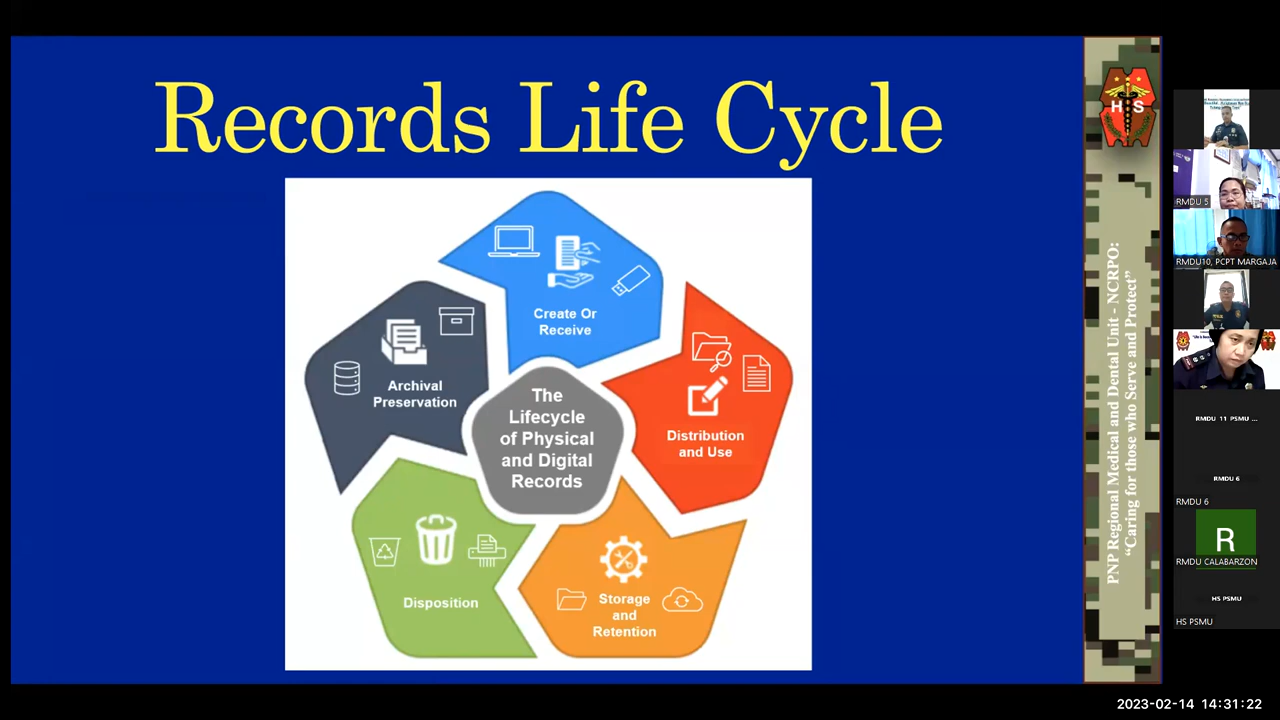 Records Life Cycle
Create Or
Receive
Distribution
and Use
Storage
and
Retention
Disposition
Archival
Preservation
The
Lifecycle
of Physical
and Digital
Records
H S
PNP Regional Medical and Dental Unit - NCRPO:
“Caring for those who Serve and Protect”
RMDU 5
RMDU10, PCPT MARGAJA
RMDU 11 PSMU ...
RMDU 6
RMDU 6
R
RMDU CALABARZON
HS PSMU
HS PSMU
2023-02-14 14:31:22